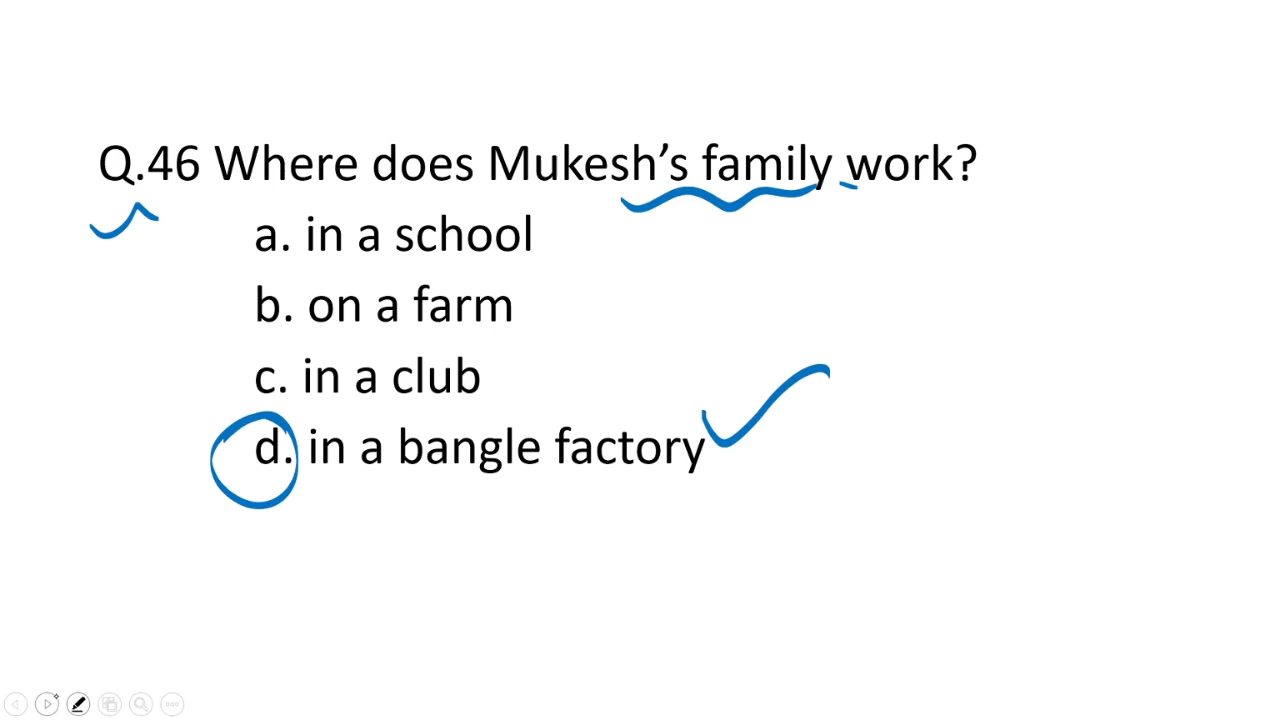 Q.46 Where does Mukesh’s family work?
a. in a school
b. on a farm
c. in a club
d. in a bangle factory